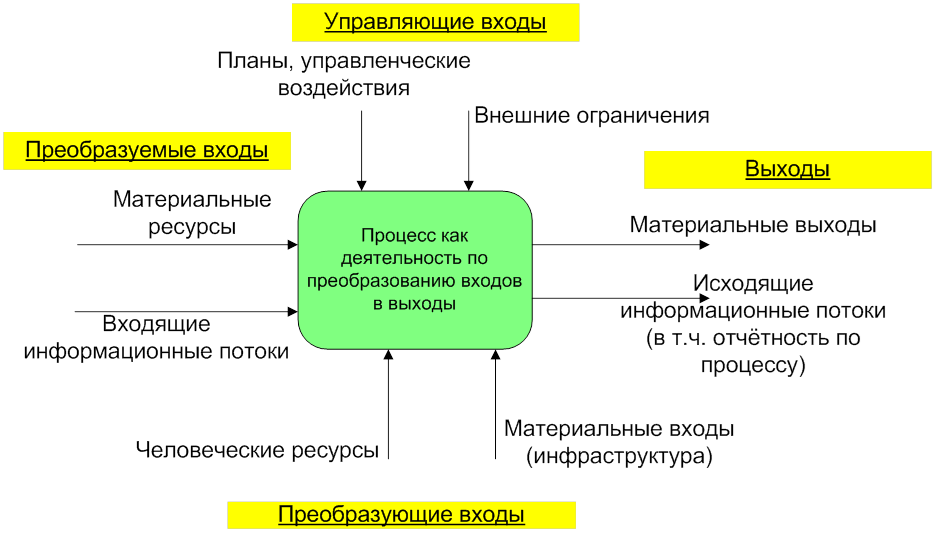 Управляющие входы
Планы, управленческие
воздействия
Внешние ограничения
Преобразуемые входы
Выходы
Материальные
ресурсы
Материальные выходы
Процесс как
деятельность по
преобразованию входов
в выходы
Исходящие
информационные потоки
(в т.ч. отчётность по
процессу)
Входящие
информационные потоки
Человеческие ресурсы
Материальные входы
(инфраструктура)
Преобразующие входы